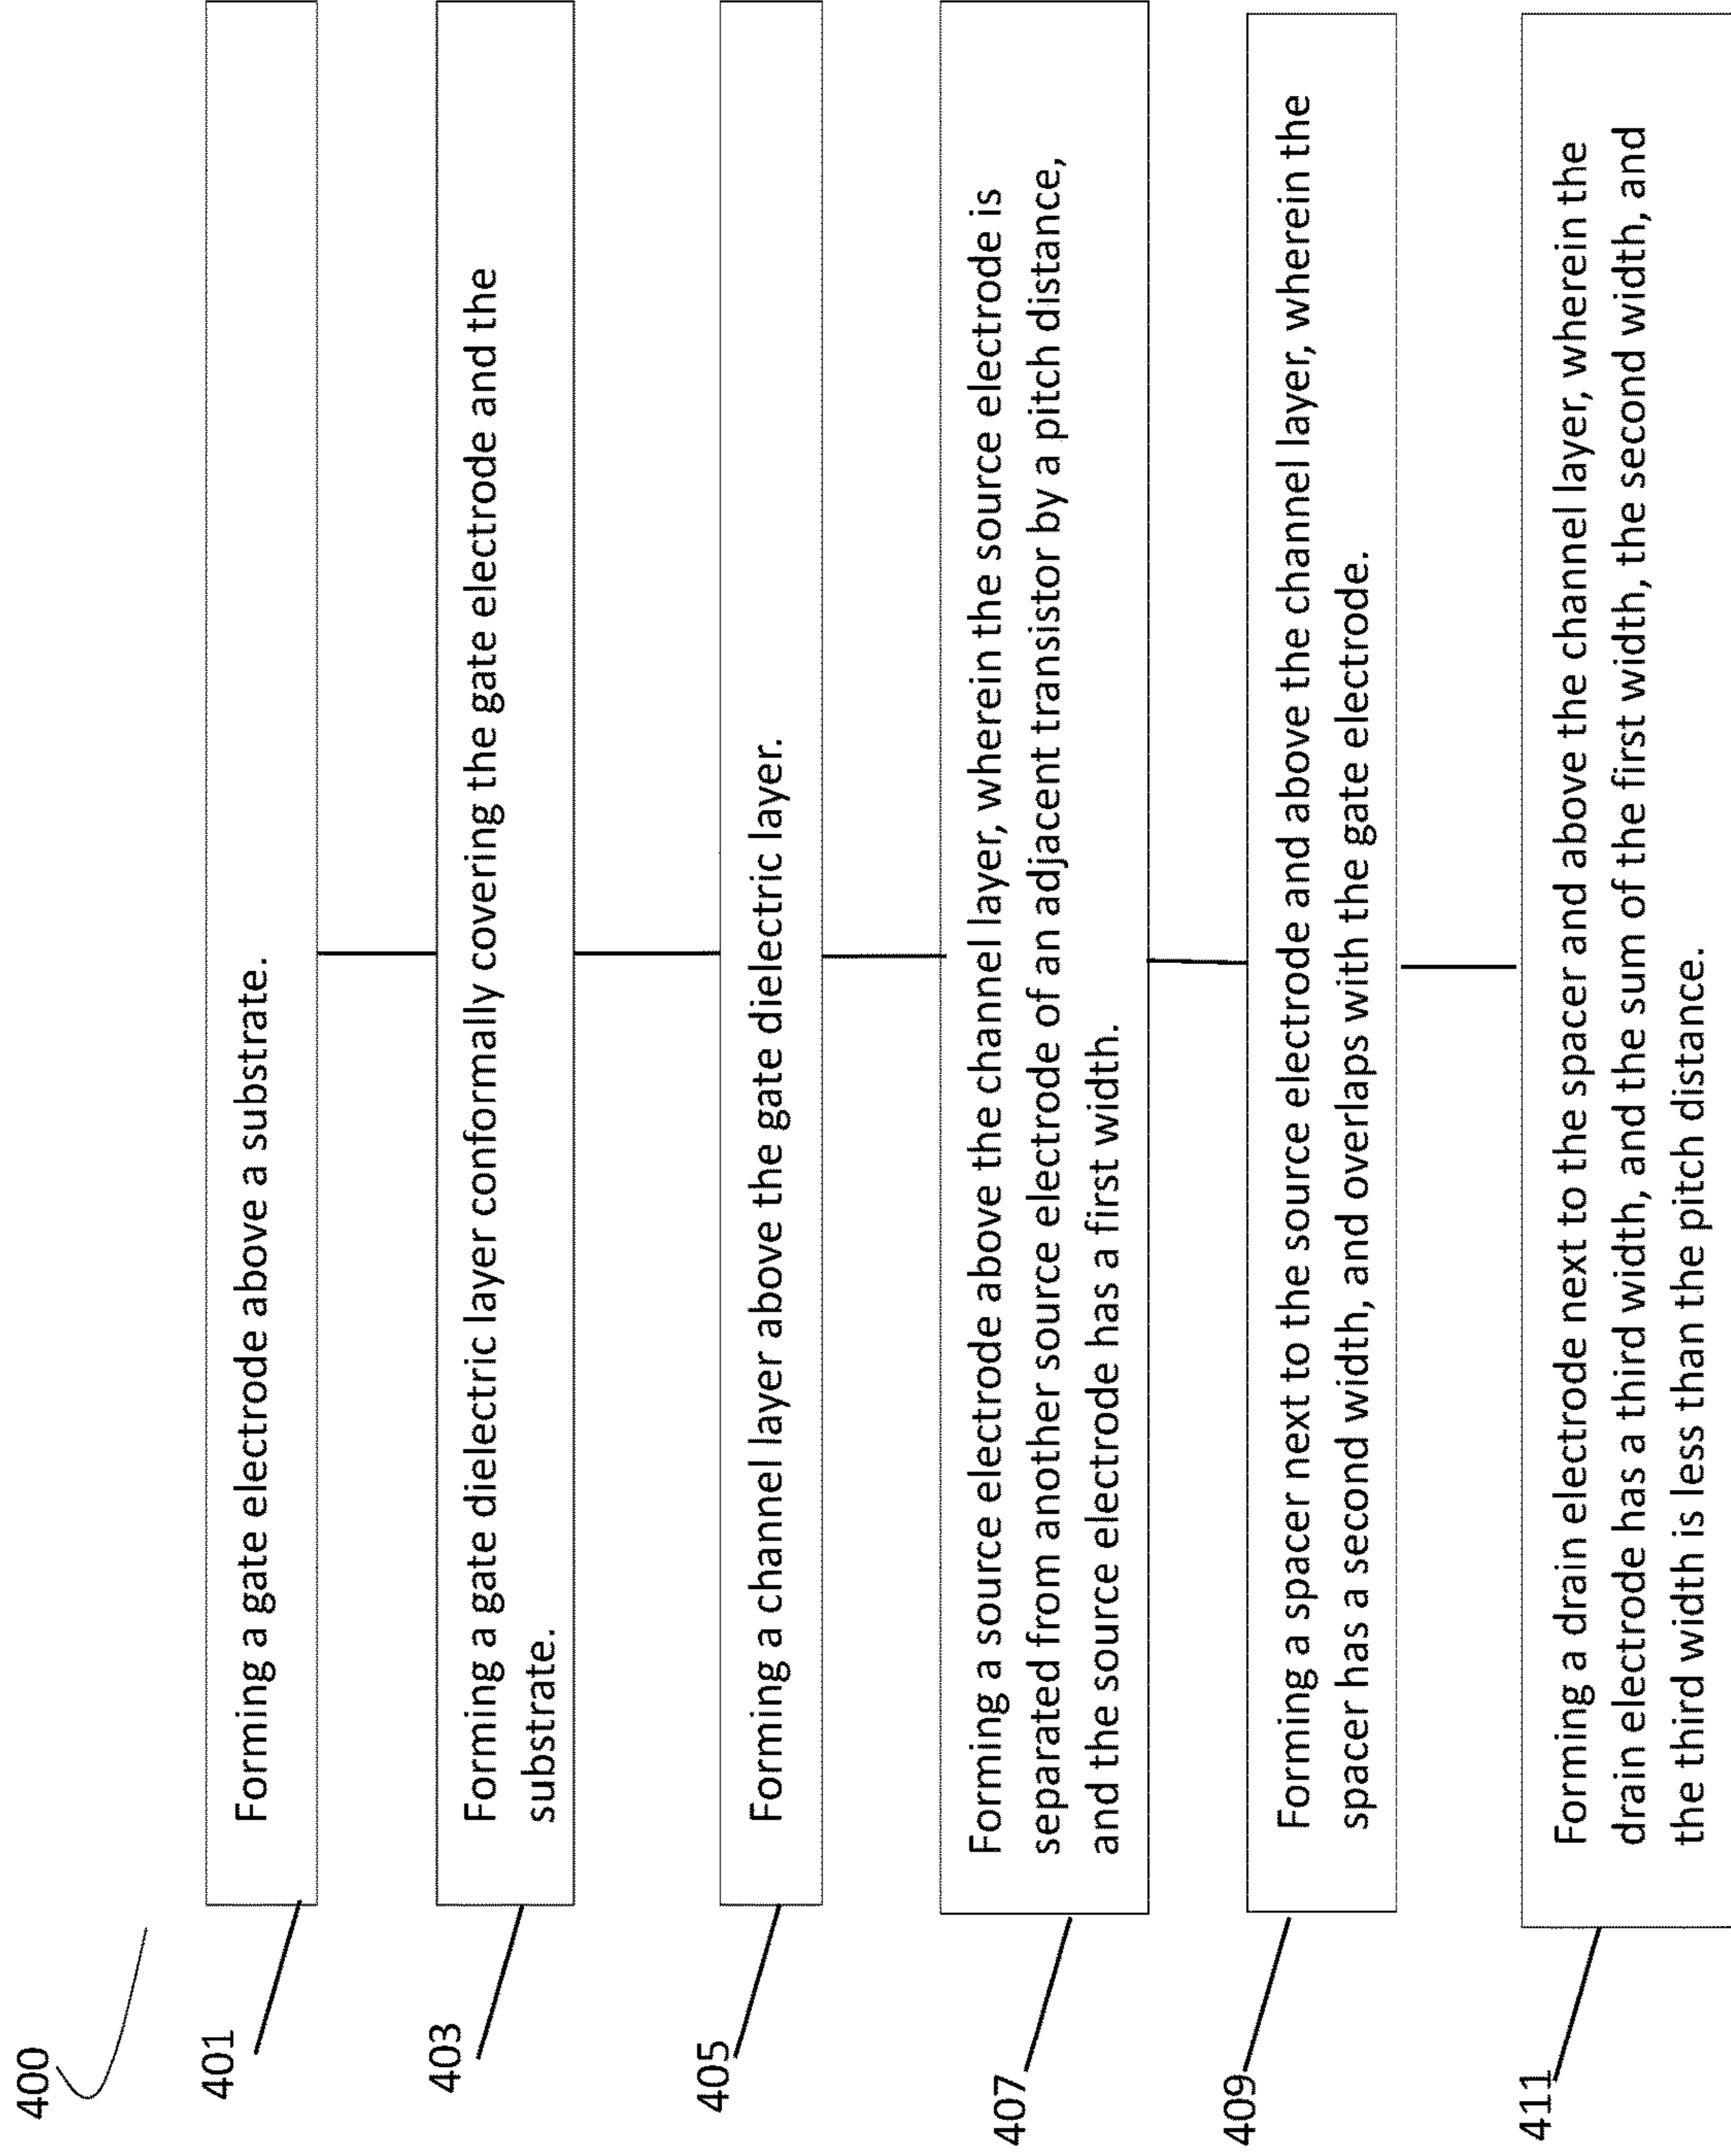 400
401
Forming a gate electrode above a substrate.
403
Forming a gate dielectric layer conformally covering the gate electrode and the
substrate.
405
Forming a channel layer above the gate dielectric layer.
407
Forming a source electrode above the channel layer, wherein the source electrode is
separated from another source electrode of an adjacent transistor by a pitch distance,
and the source electrode has a first width.
409
Forming a spacer next to the source electrode and above the channel layer, wherein the
spacer has a second width, and overlaps with the gate electrode.
411
Forming a drain electrode next to the spacer and above the channel layer, wherein the
drain electrode has a third width, and the sum of the first width, the second width, and
the third width is less than the pitch distance.